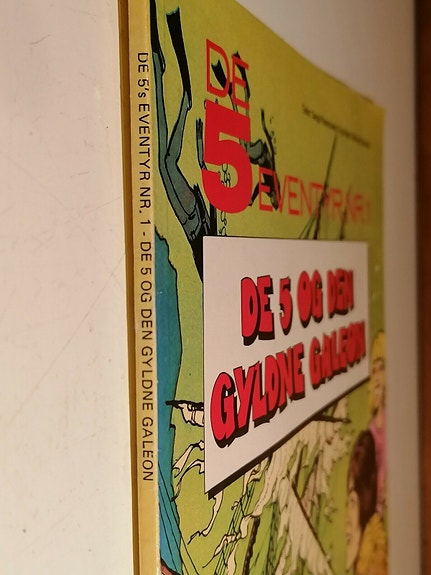 DE 5's EVENTYR NR. 1 - DE 5 OG DEN GYLDNE GALEON
DE
5
EVENTYR NR. 1
DE 5 OG DEN
GYLDNE GALEON